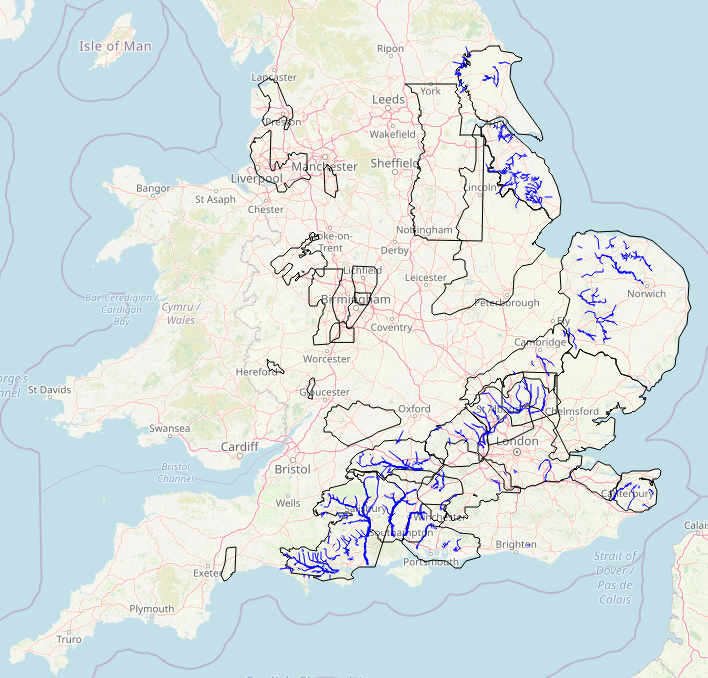 Isle of Man
Ripon
Lancaster
York
Leeds
Preston
Wakefield
Manchester
Sheffield
Liverpool
Bangor
St Asaph
Lincoln
Chester
Nottingham
Stoke-on-
Trent
Derby
Lichfield
Leicester
Norwich
Bae Ceredigion /
Cardigan
Bay
Cymru /
Wales
Birmingham
Peterborough
Coventry
Ely
Cambridge
Worcester
Hereford
St Davids
Gloucester
Oxford
St Albans
Chelmsford
Swansea
London
Cardiff
Bristol
Bristol
Channel
Canterbury
Wells
Salisbury
Winchester
Southampton
Brighton
Calais
Portsmouth
Exeter
Strait of
Dover /
Pas de
Calais
Plymouth
Truro